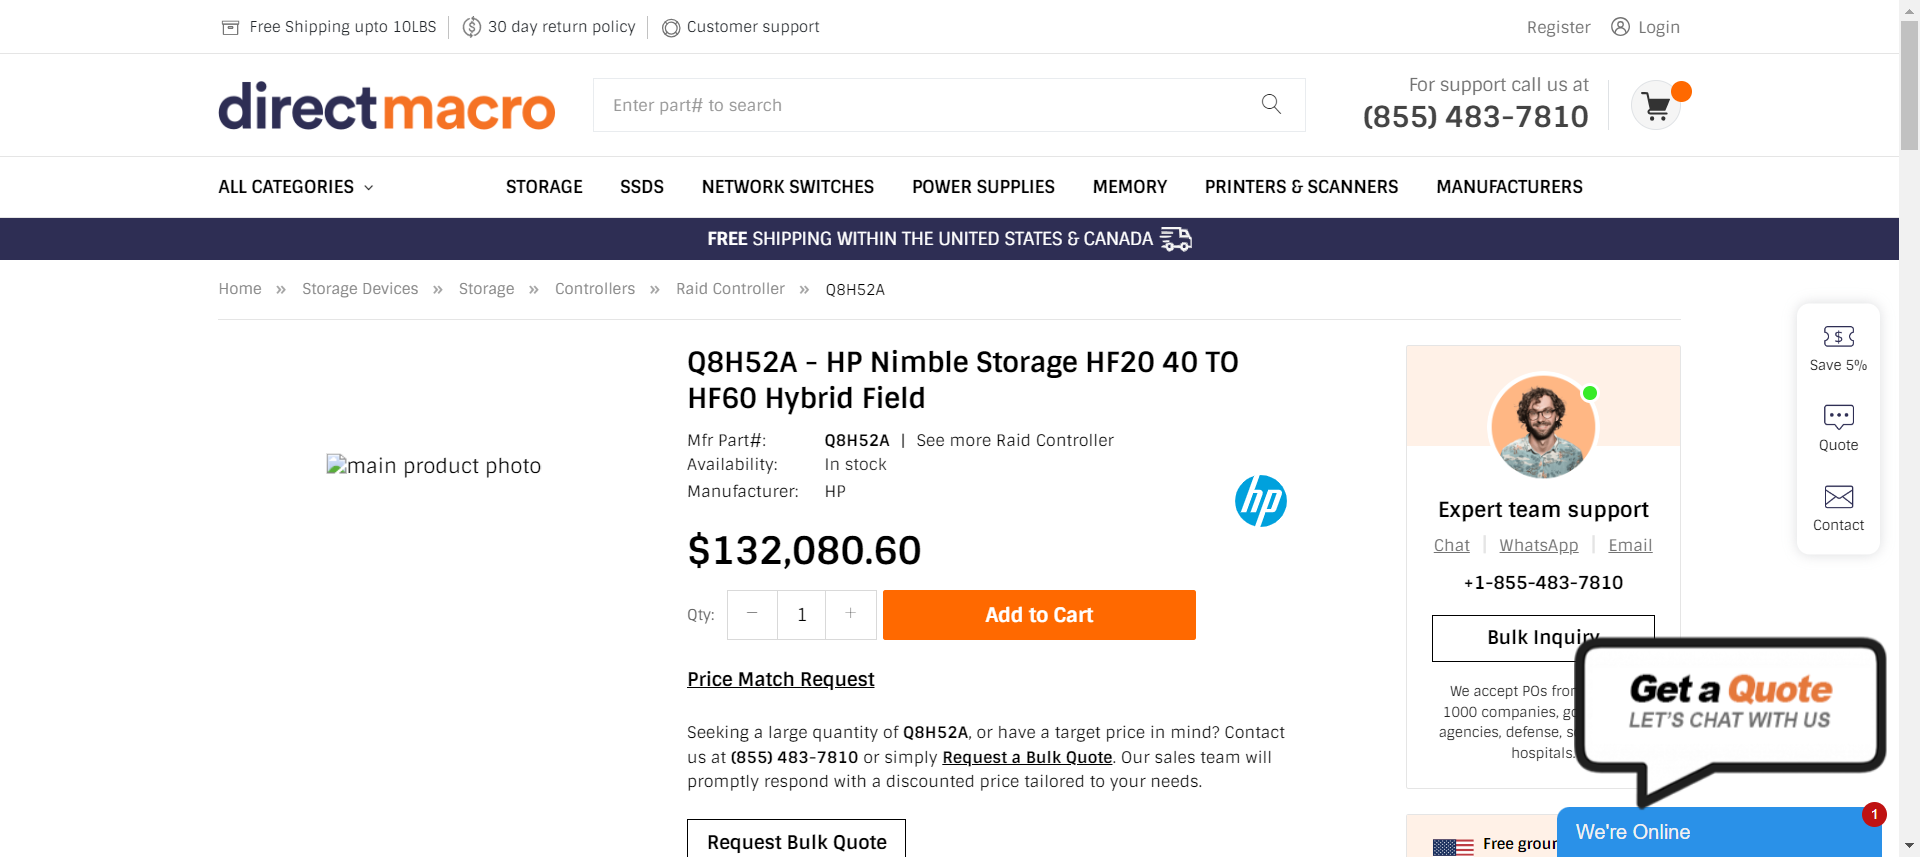 Free Shipping upto 10LBS
30 day return policy
Customer support
Register
Login
directmacro
Enter part# to search
For support call us at
(855) 483-7810
ALL CATEGORIES
STORAGE
SSDS
NETWORK SWITCHES
POWER SUPPLIES
MEMORY
PRINTERS & SCANNERS
MANUFACTURERS
FREE SHIPPING WITHIN THE UNITED STATES & CANADA
Home » Storage Devices » Storage » Controllers » Raid Controller » Q8H52A
main product photo
Q8H52A - HP Nimble Storage HF20 40 TO
HF60 Hybrid Field
Mfr Part#: Q8H52A | See more Raid Controller
Availability: In stock
Manufacturer: HP
hp
$132,080.60
Qty: − 1 +
Add to Cart
Price Match Request
Seeking a large quantity of Q8H52A, or have a target price in mind? Contact
us at (855) 483-7810 or simply Request a Bulk Quote. Our sales team will
promptly respond with a discounted price tailored to your needs.
Request Bulk Quote
Expert team support
Chat | WhatsApp | Email
+1-855-483-7810
Bulk Inquiry
We accept POs
1000 companies,
agencies, defense,
hospitals.
Free
Save 5%
Quote
Contact
Get a Quote
LET'S CHAT WITH US
We're Online
1